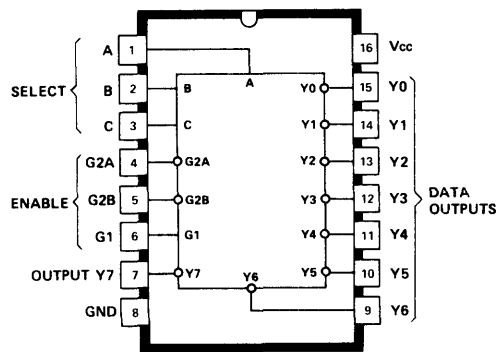 A 1 16 Vcc
A
SELECT B 2 B Y0 15 Y0
C 3 C Y1 14 Y1
G2A 4 G2A Y2 13 Y2
ENABLE G2B 5 G2B Y3 12 Y3 DATA OUTPUTS
G1 6 G1 Y4 11 Y4
OUTPUT Y7 7 Y7 Y6 Y5 10 Y5
GND 8 9 Y6